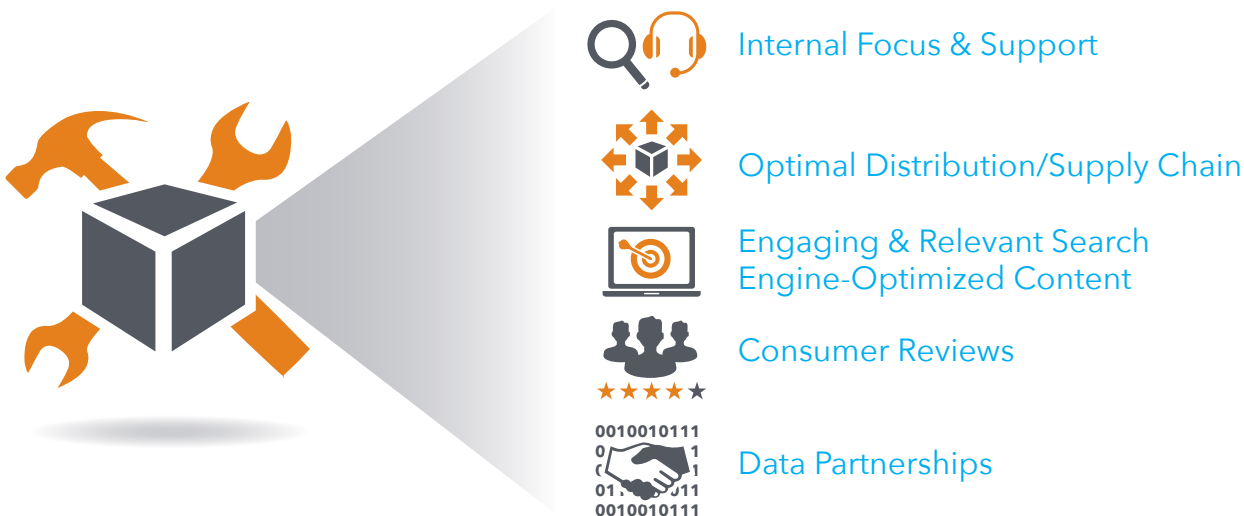 Internal Focus & Support
Optimal Distribution/Supply Chain
Engaging & Relevant Search
Engine-Optimized Content
Consumer Reviews
0010010111
Data Partnerships
0010010111